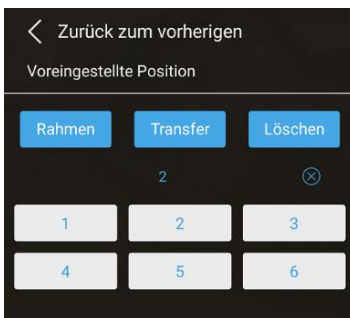 Zurück zum vorherigen
Voreingestellte Position
Rahmen Transfer Löschen
2
1 2 3
4 5 6